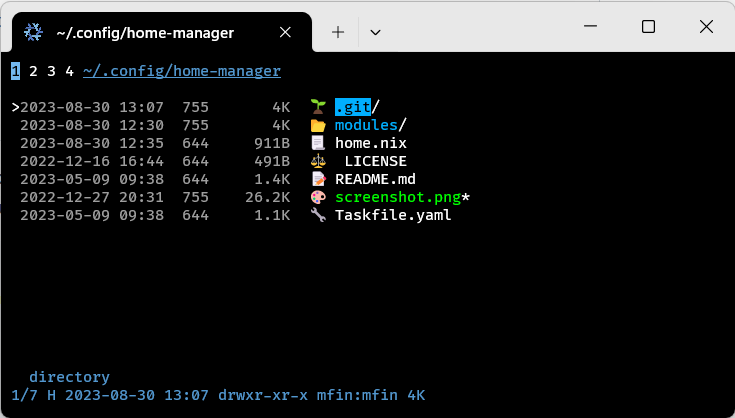 ~/.config/home-manager
1 2 3 4 ~/.config/home-manager
>2023-08-30 13:07 755 4K .git/
2023-08-30 12:30 755 4K modules/
2023-08-30 12:35 644 911B home.nix
2022-12-16 16:44 644 491B LICENSE
2023-05-09 09:38 644 1.4K README.md
2022-12-27 20:31 755 26.2K screenshot.png*
2023-05-09 09:38 644 1.1K Taskfile.yaml
directory
1/7 H 2023-08-30 13:07 drwxr-xr-x mfin:mfin 4K